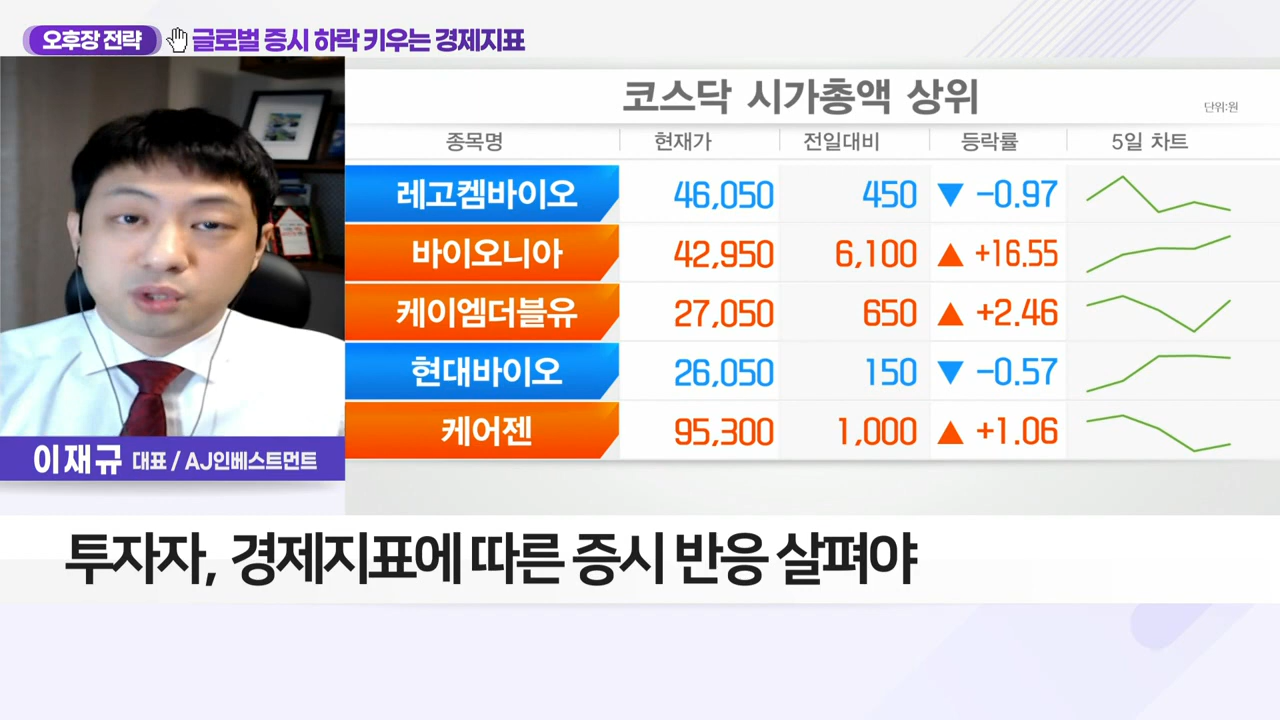 오후장 전략 글로벌 증시 하락 키우는 경제지표
코스닥 시가총액 상위
단위:원
종목명 현재가 전일대비 등락률 5일 차트
레고켐바이오 46,050 450 ▼ -0.97
바이오니아 42,950 6,100 ▲ +16.55
케이엠더블유 27,050 650 ▲ +2.46
현대바이오 26,050 150 ▼ -0.57
케어젠 95,300 1,000 ▲ +1.06
이재규 대표 / AJ인베스트먼트
투자자, 경제지표에 따른 증시 반응 살펴야